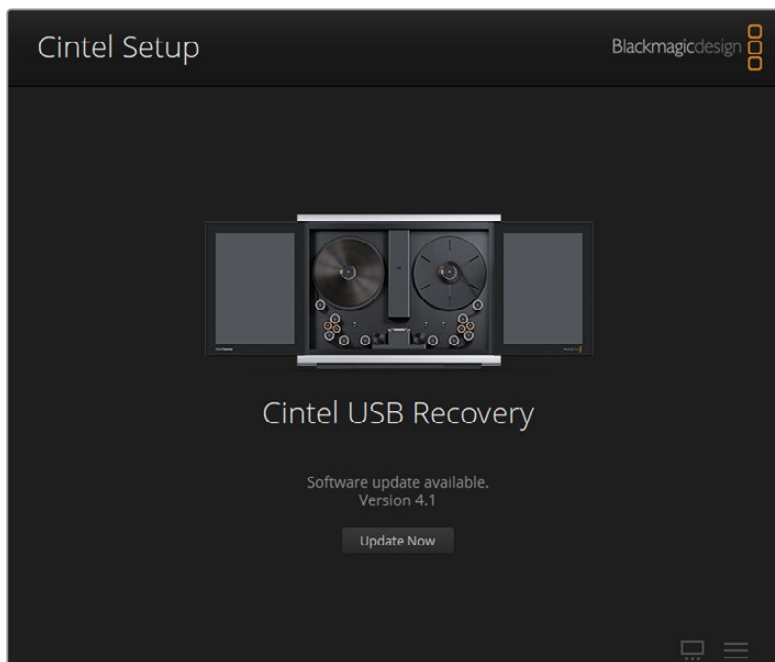 Cintel Setup
Blackmagicdesign
Cintel USB Recovery
Software update available.
Version 4.1
Update Now